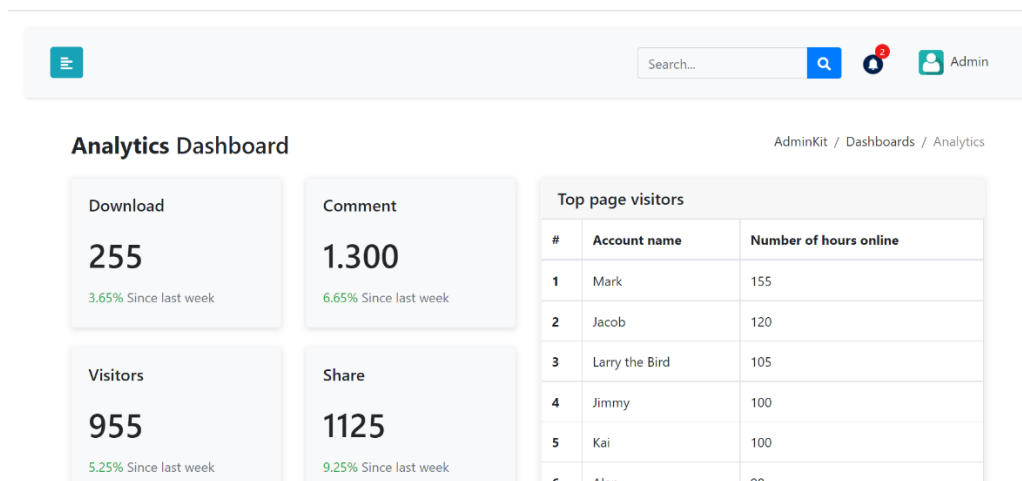 Search...
2
Admin
Analytics Dashboard
AdminKit / Dashboards / Analytics
Download
255
3.65% Since last week
Comment
1.300
6.65% Since last week
Visitors
955
5.25% Since last week
Share
1125
9.25% Since last week
Top page visitors
# Account name Number of hours online
1 Mark 155
2 Jacob 120
3 Larry the Bird 105
4 Jimmy 100
5 Kai 100